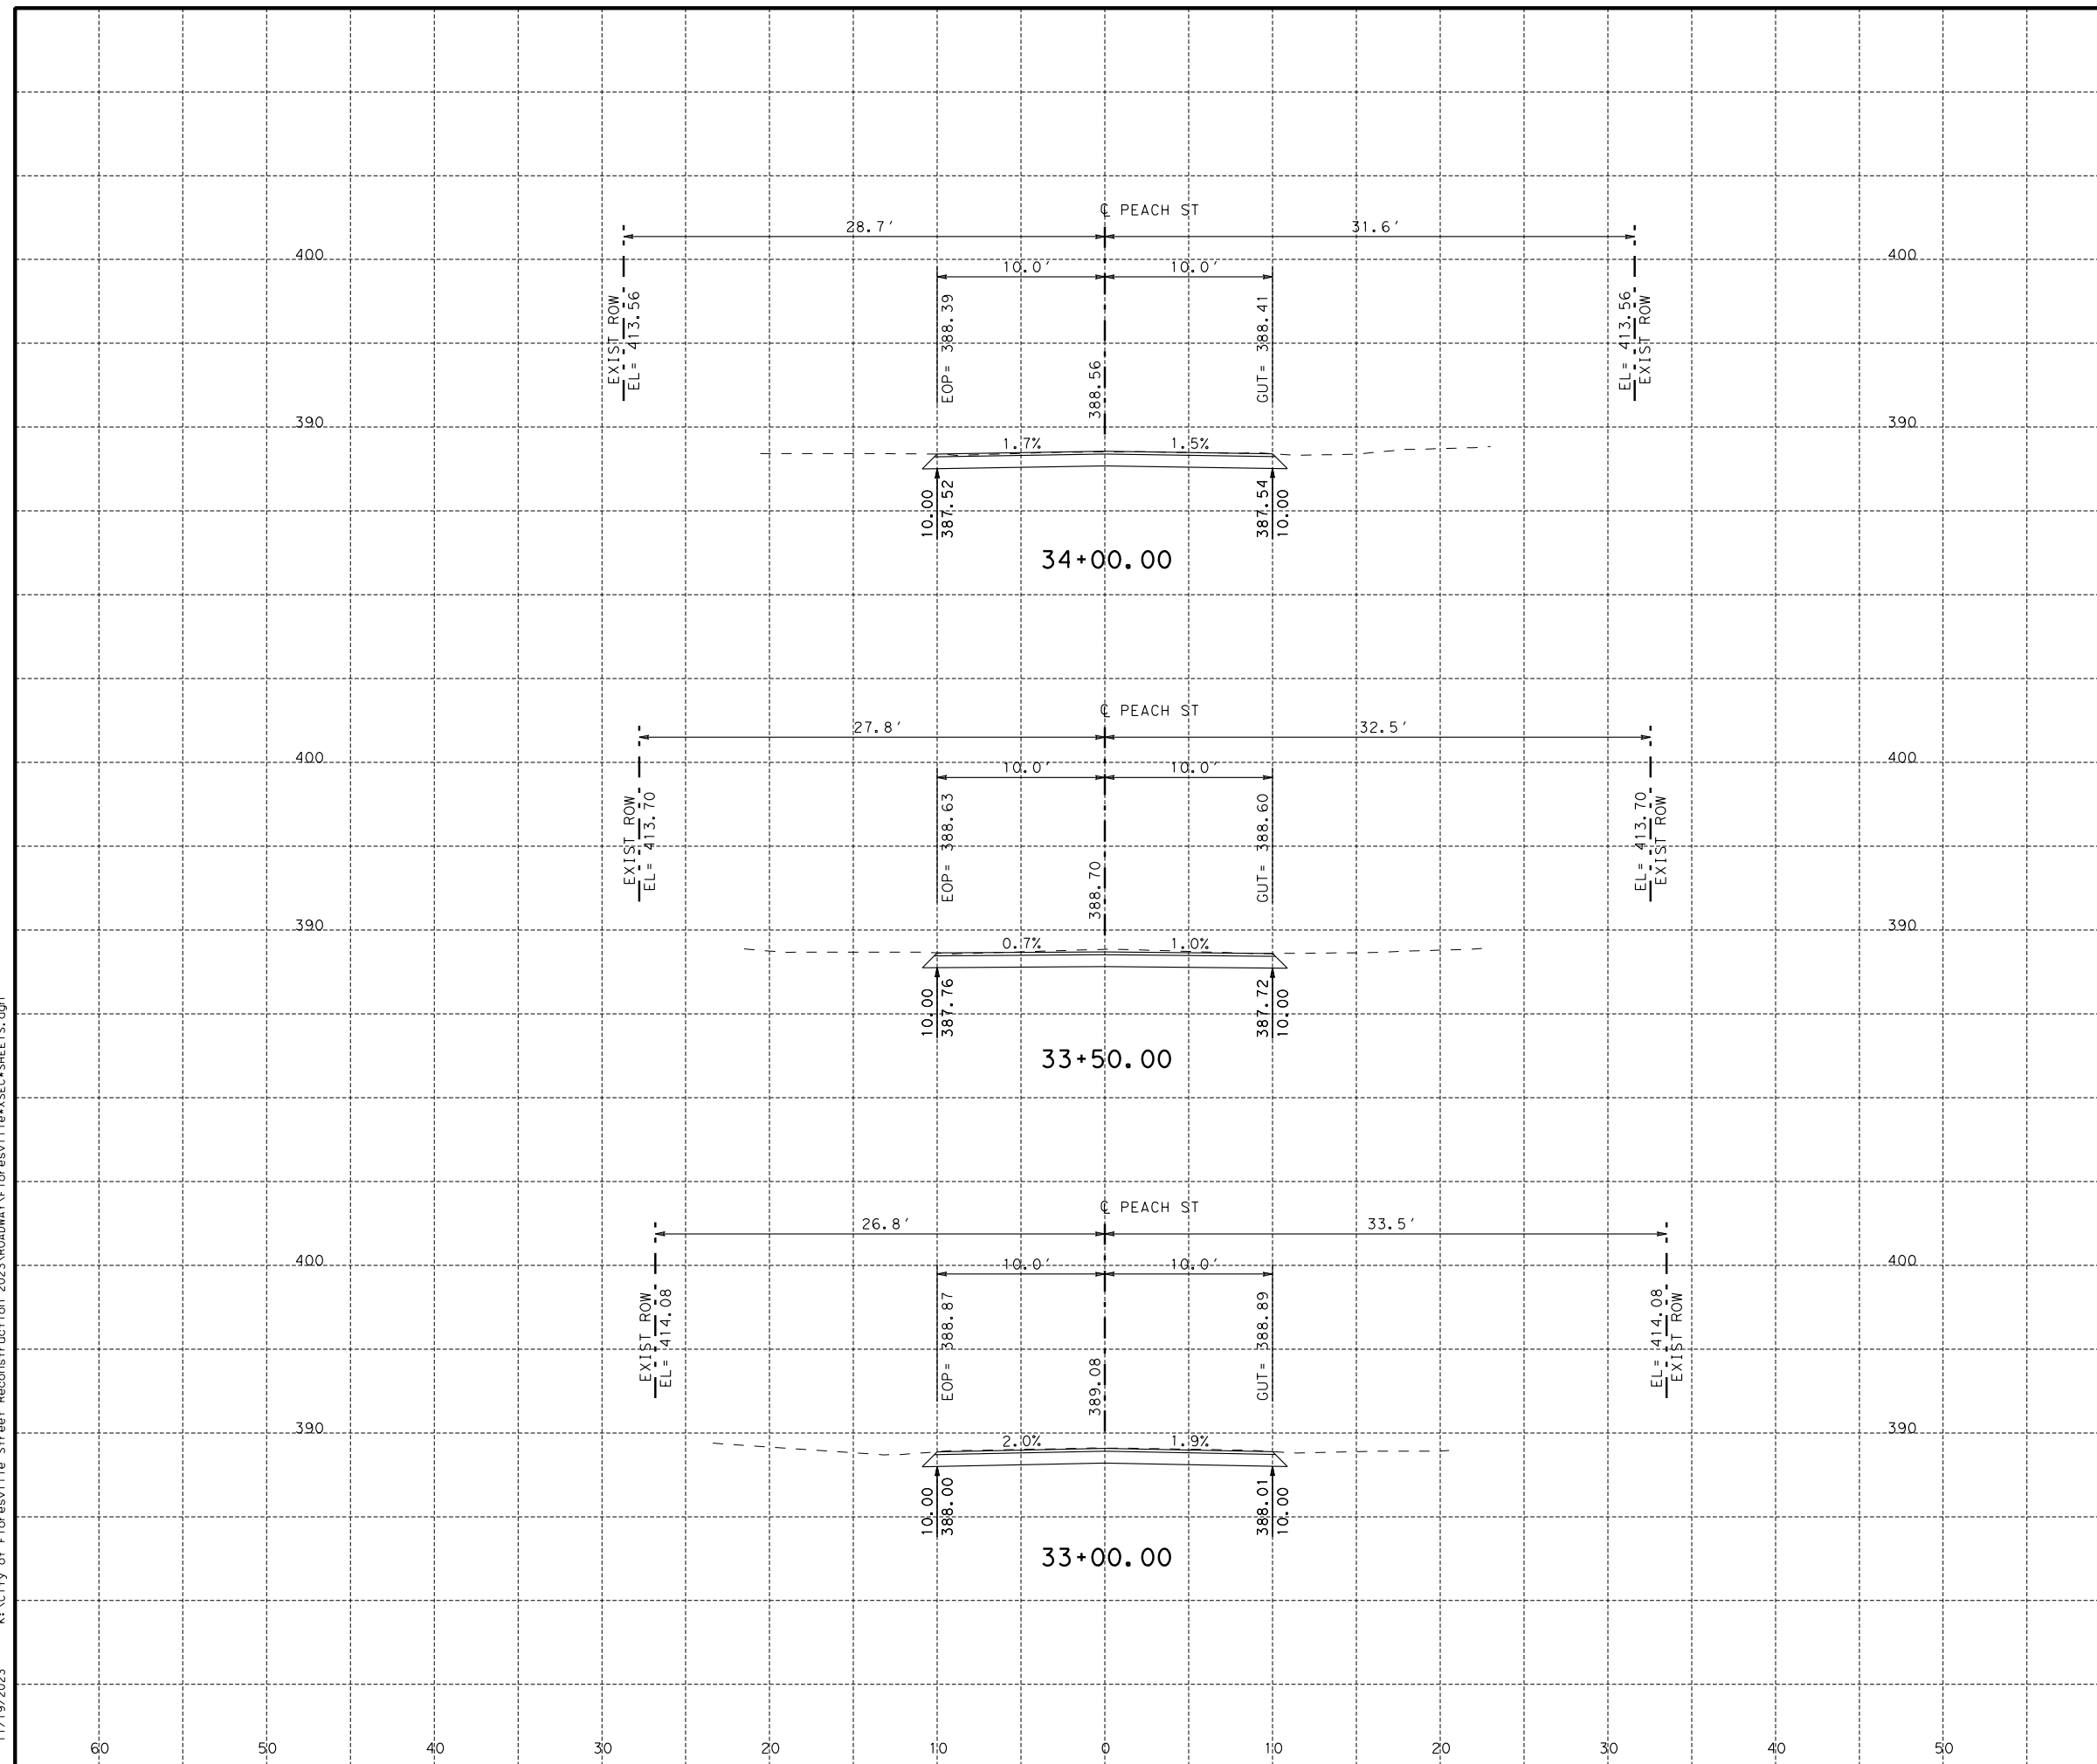 ℄ PEACH ST
28.7′ 31.6′
400 400
10.0′ 10.0′
EXIST ROW
EL= 413.56
EOP= 388.39
388.56
GUT= 388.41
EL= 413.56
EXIST ROW
390 390
1.7% 1.5%
10.00
387.52
387.54
10.00
34+00.00
℄ PEACH ST
27.8′ 32.5′
400 400
10.0′ 10.0′
EXIST ROW
EL= 413.70
EOP= 388.63
388.70
GUT= 388.60
EL= 413.70
EXIST ROW
390 390
0.7% 1.0%
10.00
387.76
387.72
10.00
33+50.00
℄ PEACH ST
26.8′ 33.5′
400 400
10.0′ 10.0′
EXIST ROW
EL= 414.08
EOP= 388.87
389.08
GUT= 388.89
EL= 414.08
EXIST ROW
390 390
2.0% 1.9%
10.00
388.00
388.01
10.00
33+00.00
60 50 40 30 20 10 0 10 20 30 40 50